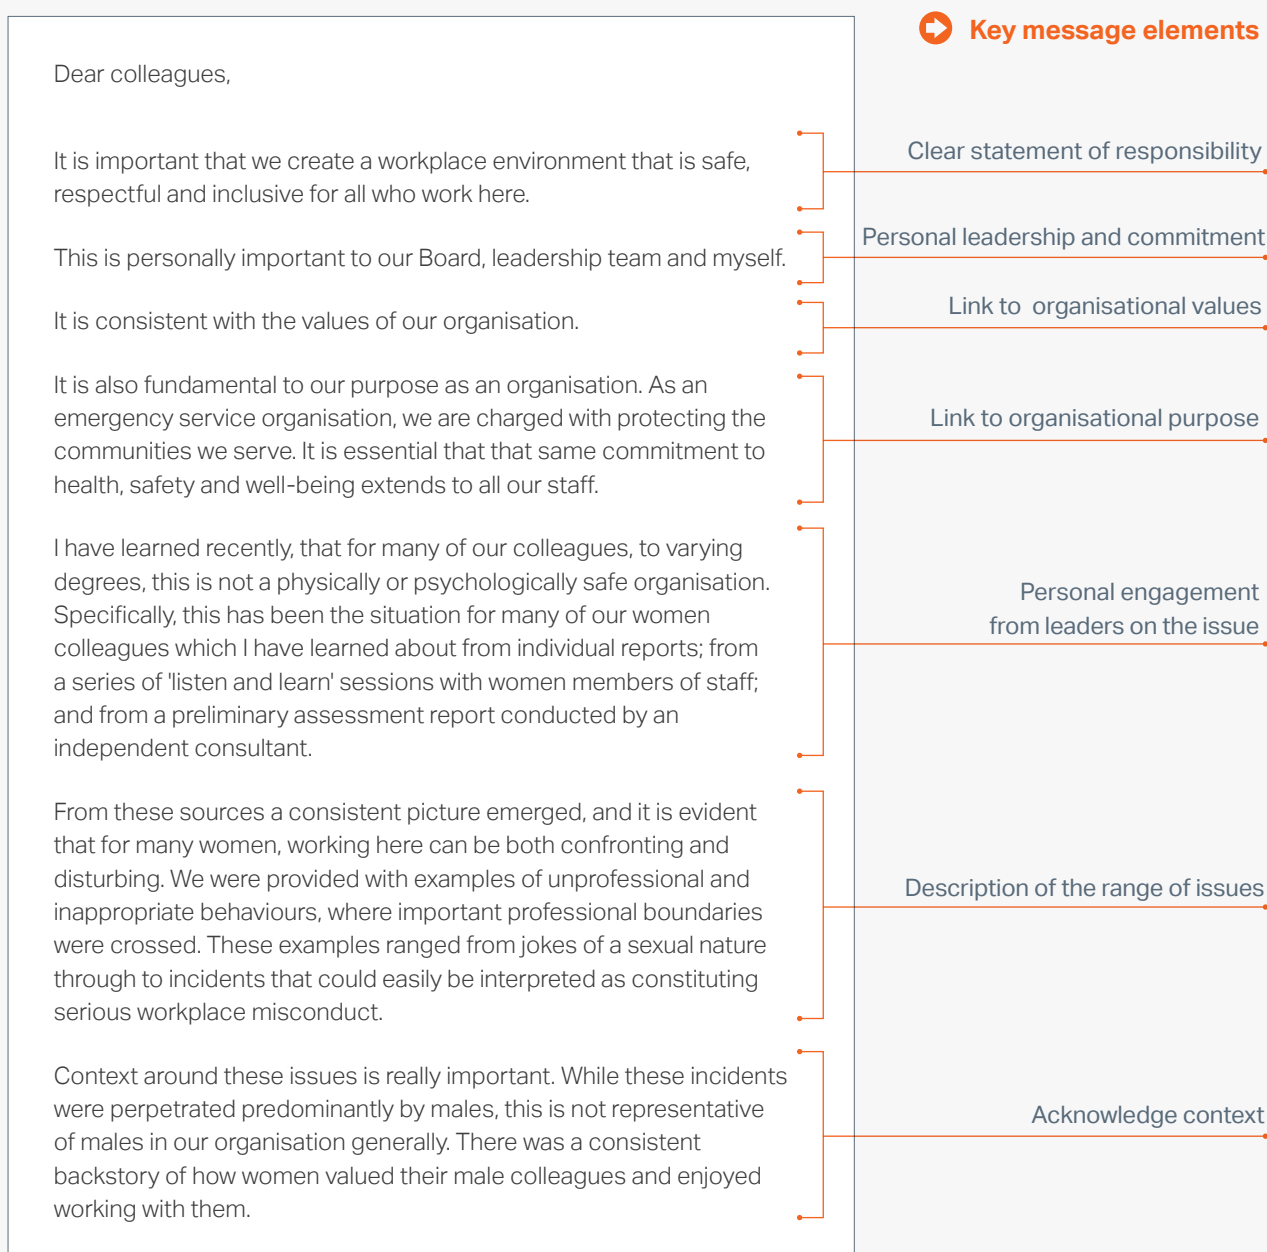 Key message elements
Dear colleagues,
It is important that we create a workplace environment that is safe,
respectful and inclusive for all who work here.
Clear statement of responsibility
This is personally important to our Board, leadership team and myself.
Personal leadership and commitment
It is consistent with the values of our organisation.
Link to organisational values
It is also fundamental to our purpose as an organisation. As an
emergency service organisation, we are charged with protecting the
communities we serve. It is essential that that same commitment to
health, safety and well-being extends to all our staff.
Link to organisational purpose
I have learned recently, that for many of our colleagues, to varying
degrees, this is not a physically or psychologically safe organisation.
Specifically, this has been the situation for many of our women
colleagues which I have learned about from individual reports; from
a series of 'listen and learn' sessions with women members of staff;
and from a preliminary assessment report conducted by an
independent consultant.
Personal engagement
from leaders on the issue
From these sources a consistent picture emerged, and it is evident
that for many women, working here can be both confronting and
disturbing. We were provided with examples of unprofessional and
inappropriate behaviours, where important professional boundaries
were crossed. These examples ranged from jokes of a sexual nature
through to incidents that could easily be interpreted as constituting
serious workplace misconduct.
Description of the range of issues
Context around these issues is really important. While these incidents
were perpetrated predominantly by males, this is not representative
of males in our organisation generally. There was a consistent
backstory of how women valued their male colleagues and enjoyed
working with them.
Acknowledge context